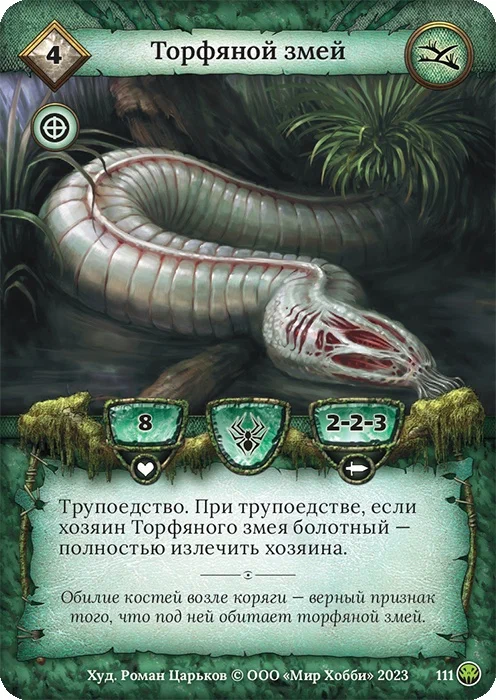 4
Торфяной змей
8
2-2-3
Трупоедство. При трупоедстве, если
хозяин Торфяного змея болотный —
полностью излечить хозяина.
Обилие костей возле коряги — верный признак
того, что под ней обитает торфяной змей.
Худ. Роман Царьков © ООО «Мир Хобби» 2023
111